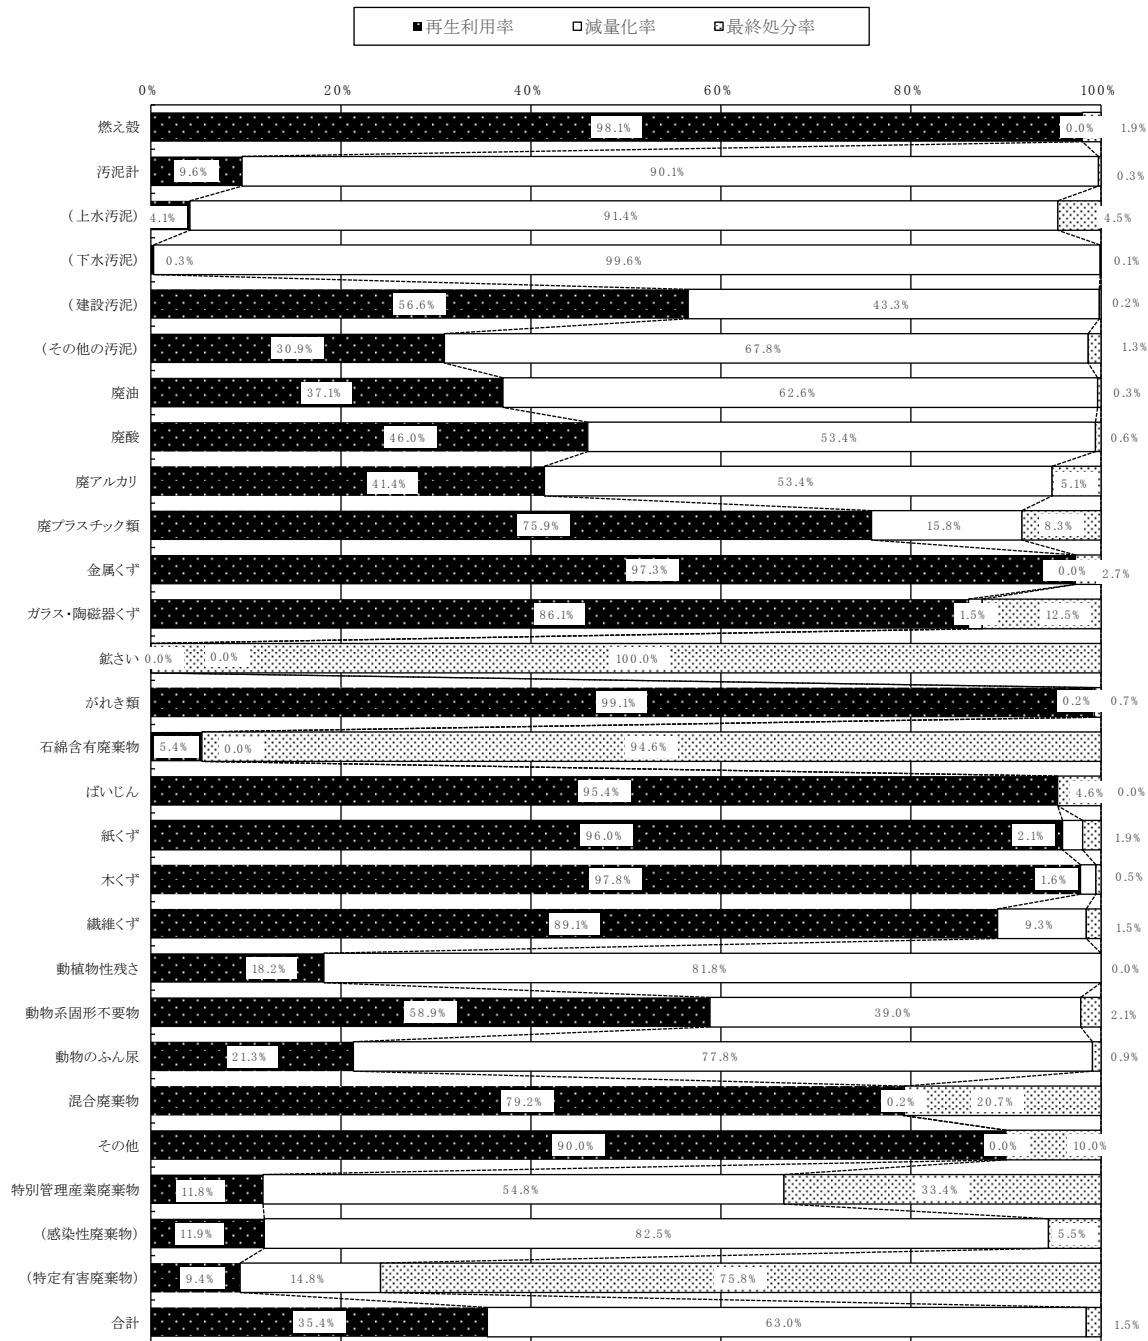 再生利用率 減量化率 最終処分率
0% 20% 40% 60% 80% 100%
燃え殻 98.1% 0.0% 1.9%
汚泥計 9.6% 90.1% 0.3%
(上水汚泥) 4.1% 91.4% 4.5%
(下水汚泥) 0.3% 99.6% 0.1%
(建設汚泥) 56.6% 43.3% 0.2%
(その他の汚泥) 30.9% 67.8% 1.3%
廃油 37.1% 62.6% 0.3%
廃酸 46.0% 53.4% 0.6%
廃アルカリ 41.4% 53.4% 5.1%
廃プラスチック類 75.9% 15.8% 8.3%
金属くず 97.3% 0.0% 2.7%
ガラス・陶磁器くず 86.1% 1.5% 12.5%
鉱さい 0.0% 0.0% 100.0%
がれき類 99.1% 0.2% 0.7%
石綿含有廃棄物 5.4% 0.0% 94.6%
ばいじん 95.4% 4.6% 0.0%
紙くず 96.0% 2.1% 1.9%
木くず 97.8% 1.6% 0.5%
繊維くず 89.1% 9.3% 1.5%
動植物性残さ 18.2% 81.8% 0.0%
動物系固形不要物 58.9% 39.0% 2.1%
動物のふん尿 21.3% 77.8% 0.9%
混合廃棄物 79.2% 0.2% 20.7%
その他 90.0% 0.0% 10.0%
特別管理産業廃棄物 11.8% 54.8% 33.4%
(感染性廃棄物) 11.9% 82.5% 5.5%
(特定有害廃棄物) 9.4% 14.8% 75.8%
合計 35.4% 63.0% 1.5%